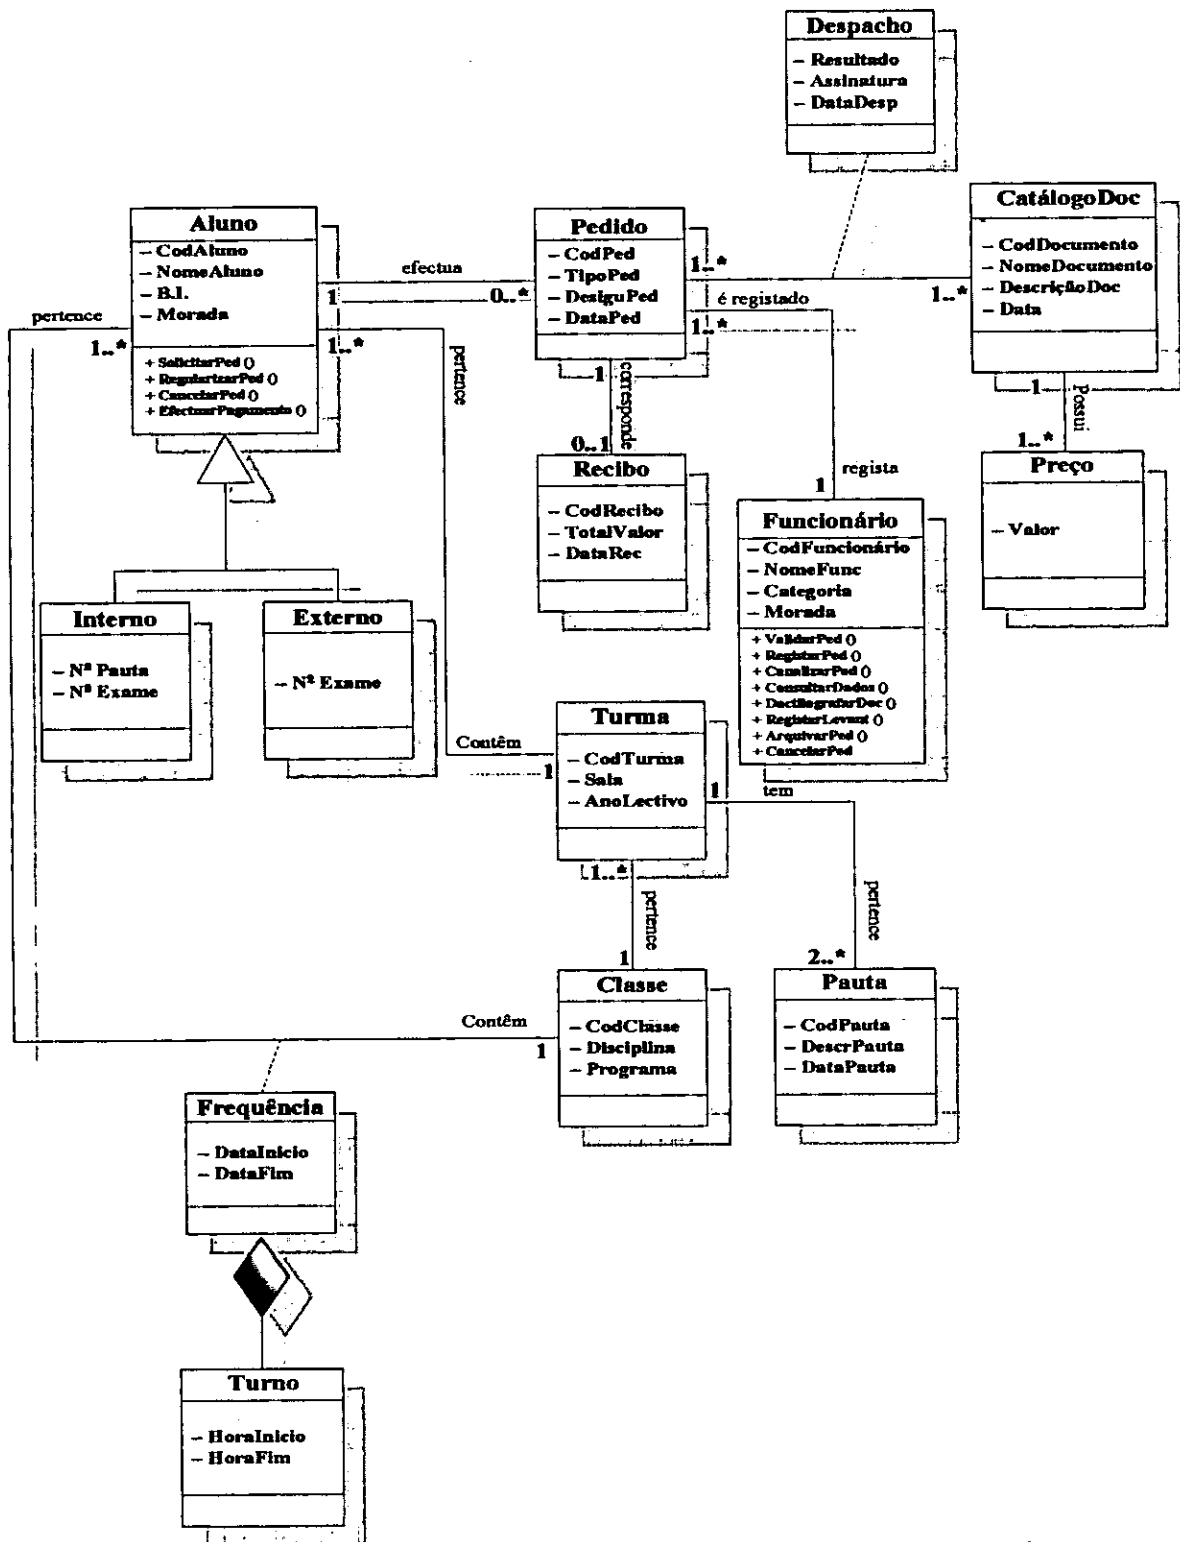 Despacho
– Resultado
– Assinatura
– DataDesp
Aluno
– CodAluno
– NomeAluno
– B.I.
– Morada
+ SolicitarPed ()
+ RegularizarPed ()
+ CancelarPed ()
+ EfectuarPagamento ()
efectua
1
0..*
Pedido
– CodPed
– TipoPed
– DesiguPed
– DataPed
1..*
1..*
CatálogoDoc
– CodDocumento
– NomeDocumento
– DescriçãoDoc
– Data
é registado
1..*
pertence
1..*
1..*
pertence
1
corresponde
0..1
1
Possui
1..*
Recibo
– CodRecibo
– TotalValor
– DataRec
regista
1
Preço
– Valor
Funcionário
– CodFuncionário
– NomeFunc
– Categoria
– Morada
+ ValidarPed ()
+ RegistarPed ()
+ CanalizarPed ()
+ ConsultarDados ()
+ DactilografarDoc ()
+ RegistarLevant ()
+ ArquivarPed ()
+ CancelarPed
Interno
– Nª Pauta
– Nª Exame
Externo
– Nª Exame
Contêm
1
Turma
– CodTurma
– Sala
– AnoLectivo
1
tem
1..*
pertence
1
pertence
2..*
Classe
– CodClasse
– Disciplina
– Programa
Pauta
– CodPauta
– DescrPauta
– DataPauta
Contêm
1
Frequência
– DataInicio
– DataFim
Turno
– HoraInicio
– HoraFim